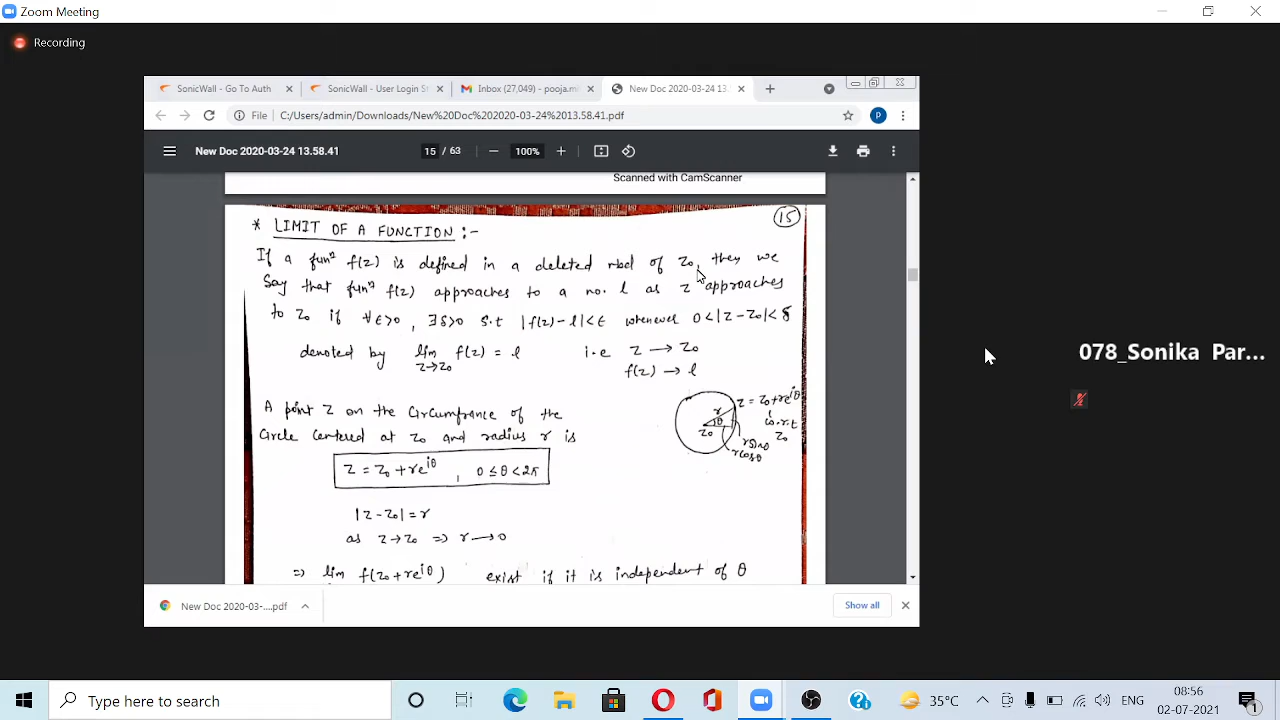 Zoom Meeting
Recording
SonicWall - Go To Auth
SonicWall - User Login St
Inbox (27,049) - pooja.mi
New Doc 2020-03-24 13.
File C:/Users/admin/Downloads/New%20Doc%202020-03-24%2013.58.41.pdf
P
New Doc 2020-03-24 13.58.41
15 / 63
100%
Scanned with CamScanner
15
* LIMIT OF A FUNCTION :-
If a funⁿ f(z) is defined in a deleted nbd of z₀, then we
Say that funⁿ f(z) approaches to a no. l as z approaches
to z₀ if ∀ε>0, ∃δ>0 s.t |f(z)-l|<ε whenever 0<|z-z₀|<δ
denoted by lim f(z) = l i.e z → z₀
z→z₀ f(z) → l
A point z on the Circumfrance of the
Circle Centered at z₀ and radius r is
z = z₀+re^iθ , 0≤θ<2π
z = z₀+re^iθ
w.r.t
z₀
r
θ
z₀
rsinθ
rcosθ
|z-z₀|=r
as z→z₀ ⇒ r→0
⇒ lim f(z₀+re^iθ) exist if it is independent of θ
078_Sonika Par...
New Doc 2020-03-....pdf
Show all
Type here to search
35°C
ENG
08:56
02-07-2021
1